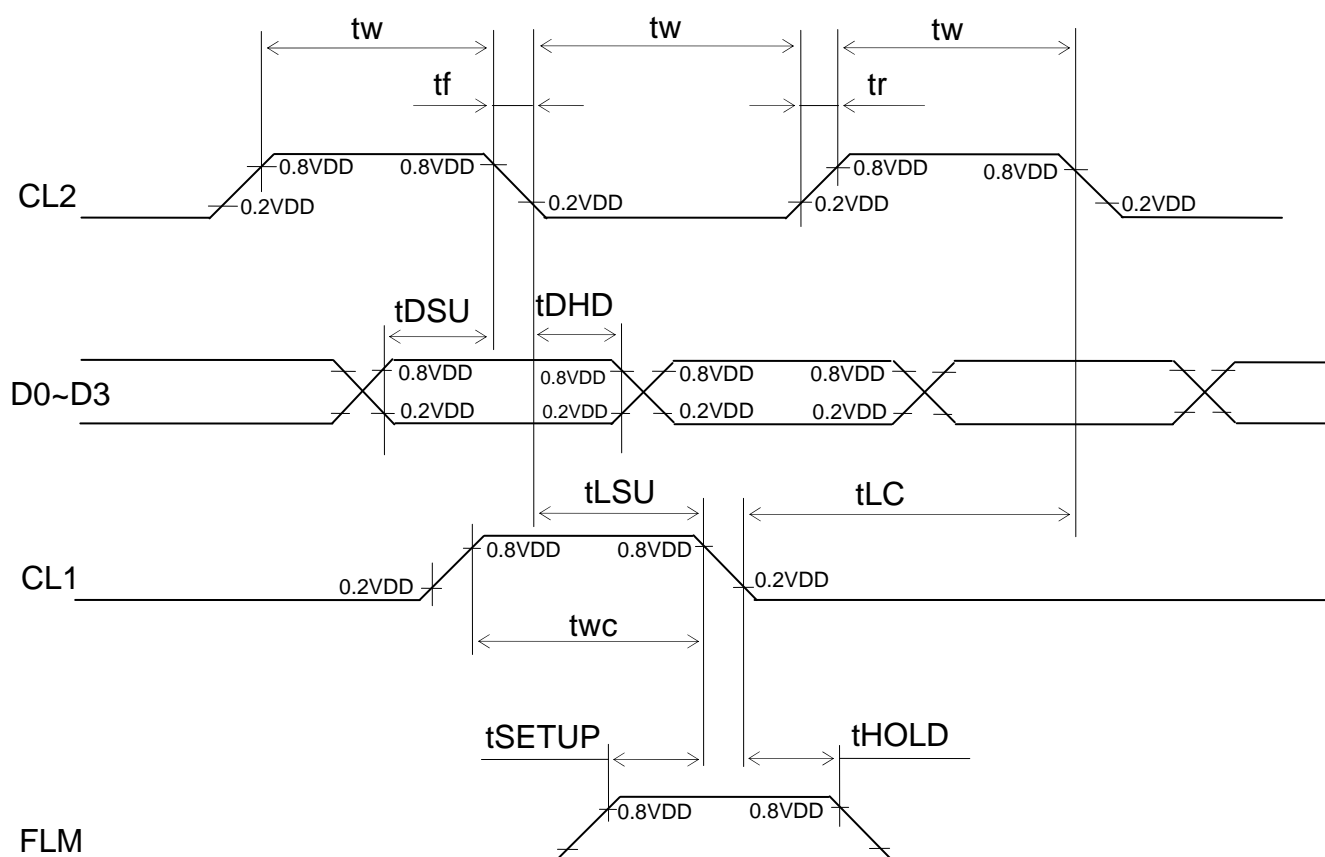 tw tw tw
tf tr
0.8VDD 0.8VDD 0.8VDD 0.8VDD
CL2
0.2VDD 0.2VDD 0.2VDD 0.2VDD
tDSU tDHD
0.8VDD 0.8VDD 0.8VDD 0.8VDD
D0~D3
0.2VDD 0.2VDD 0.2VDD 0.2VDD
tLSU tLC
0.8VDD 0.8VDD
CL1
0.2VDD 0.2VDD
twc
tSETUP tHOLD
0.8VDD 0.8VDD
FLM